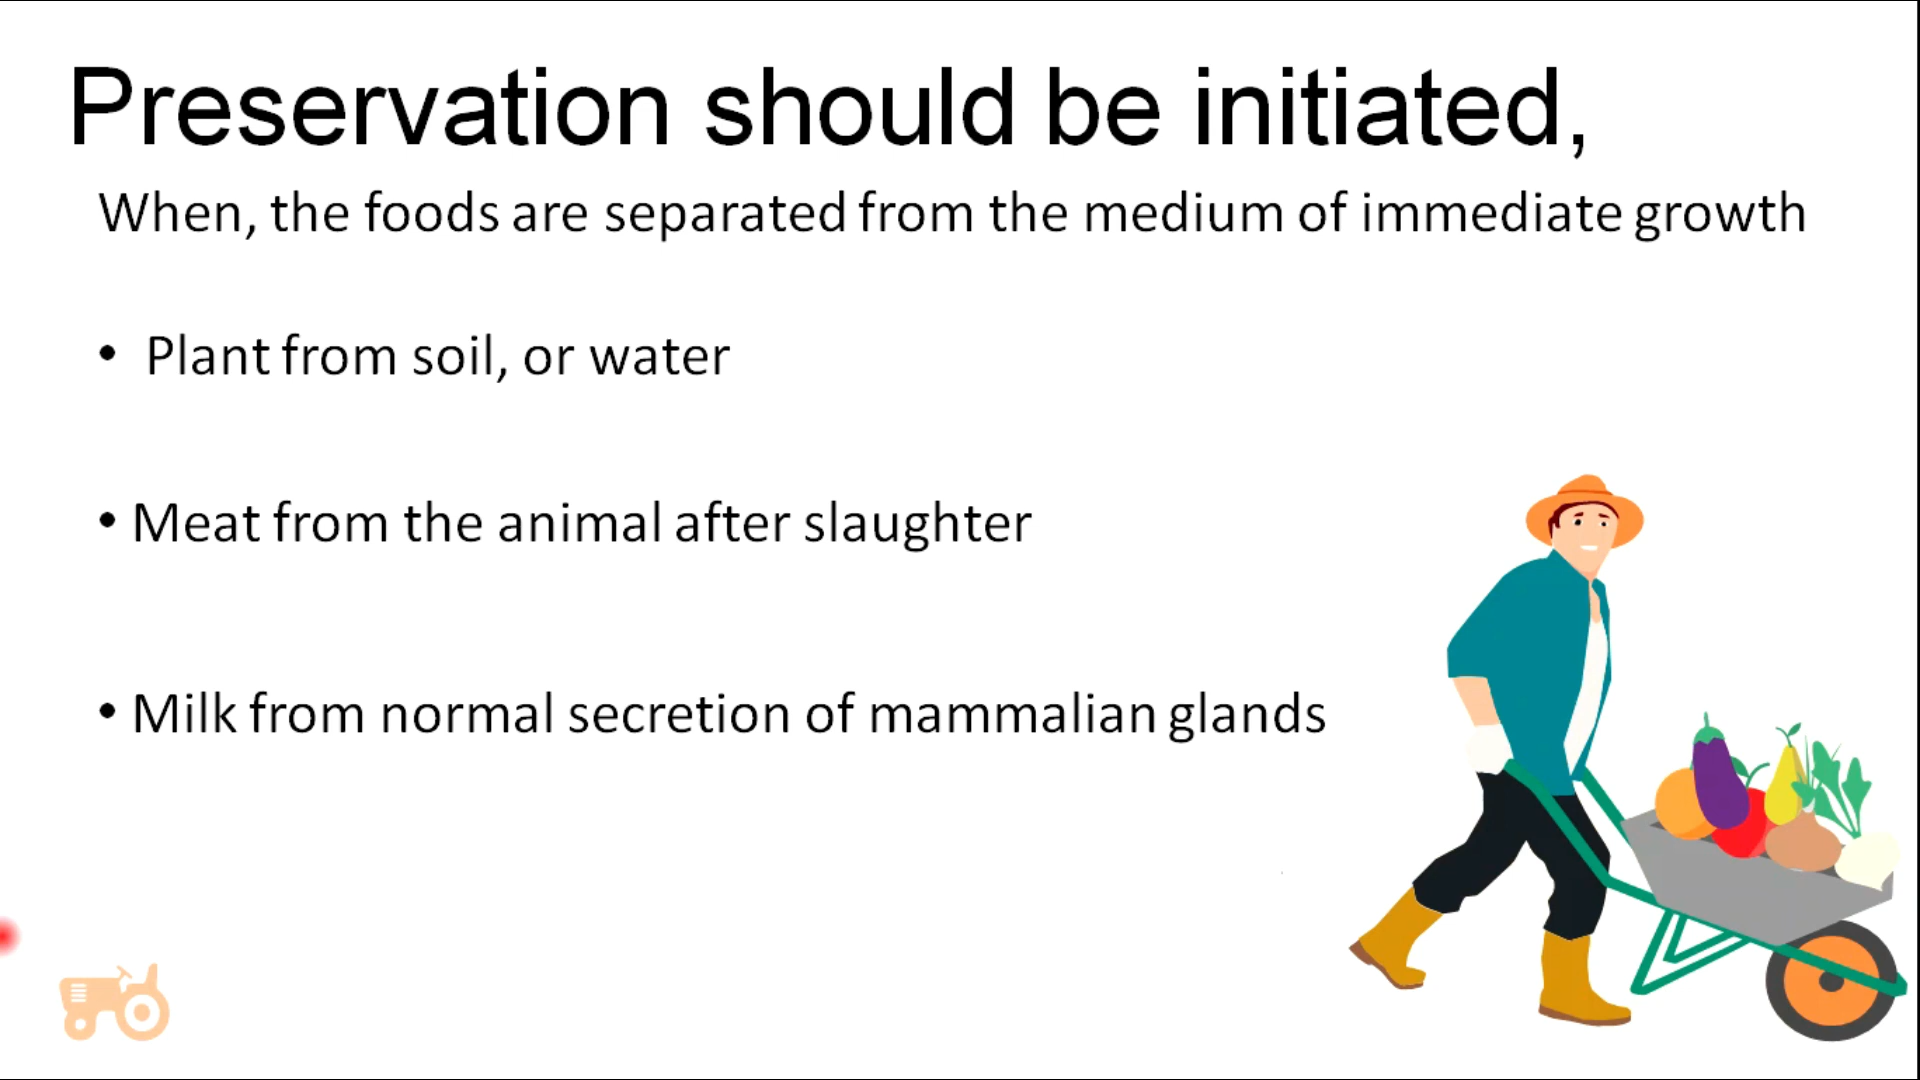 Preservation should be initiated,
When, the foods are separated from the medium of immediate growth
• Plant from soil, or water
• Meat from the animal after slaughter
• Milk from normal secretion of mammalian glands